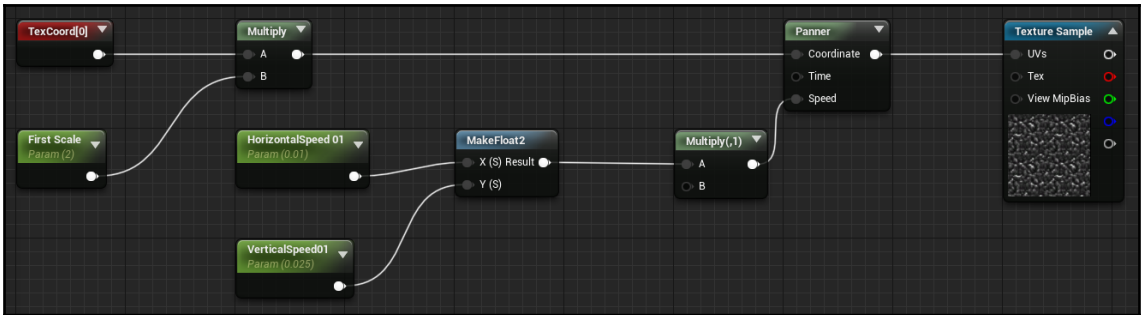 TexCoord[0]
Multiply
A
B
Panner
Coordinate
Time
Speed
Texture Sample
UVs
Tex
View MipBias
First Scale
Param (2)
HorizontalSpeed 01
Param (0.01)
MakeFloat2
X (S) Result
Y (S)
Multiply(,1)
A
B
VerticalSpeed01
Param (0.025)